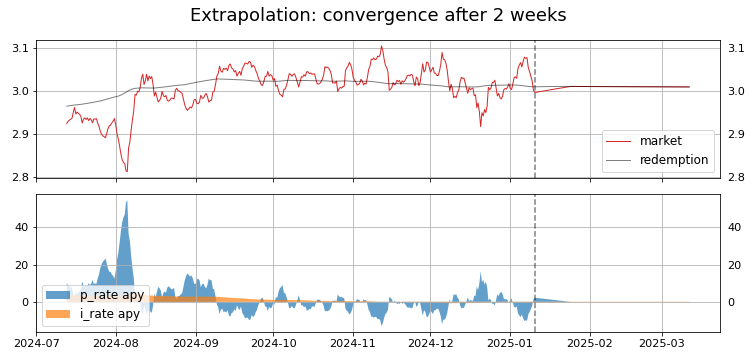 Extrapolation: convergence after 2 weeks
3.1
3.1
3.0
3.0
2.9
2.9
2.8
2.8
market
redemption
40
40
20
20
0
0
p_rate apy
i_rate apy
2024-07 2024-08 2024-09 2024-10 2024-11 2024-12 2025-01 2025-02 2025-03